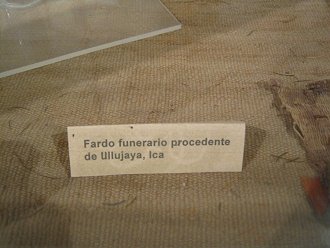 Fardo funerario procedente
de Ullujaya, Ica